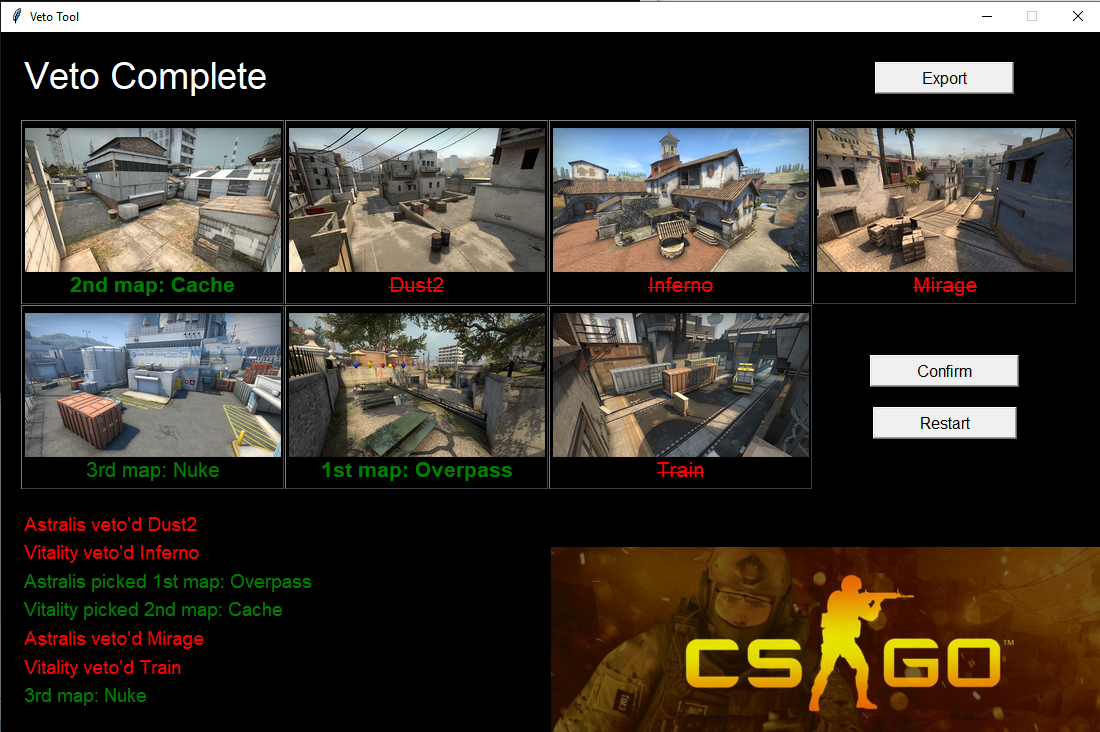 Veto Tool
Veto Complete
Export
2nd map: Cache
Dust2
Inferno
Mirage
3rd map: Nuke
1st map: Overpass
Train
Confirm
Restart
Astralis veto'd Dust2
Vitality veto'd Inferno
Astralis picked 1st map: Overpass
Vitality picked 2nd map: Cache
Astralis veto'd Mirage
Vitality veto'd Train
3rd map: Nuke
CS GO™